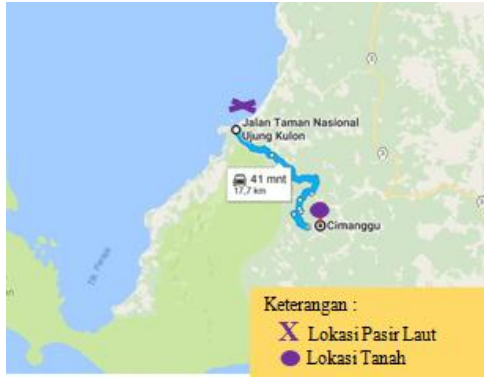 Jalan Taman Nasional
Ujung Kulon
41 mnt
17,7 km
Cimanggu
Keterangan :
X Lokasi Pasir Laut
Lokasi Tanah